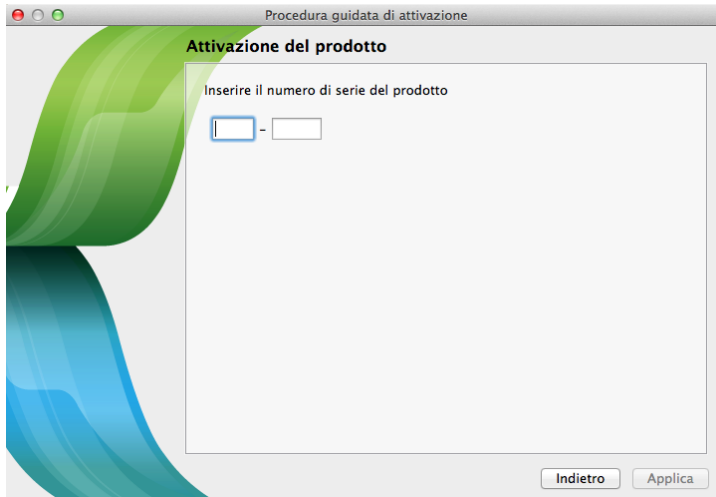 Procedura guidata di attivazione
Attivazione del prodotto
Inserire il numero di serie del prodotto
–
Indietro Applica